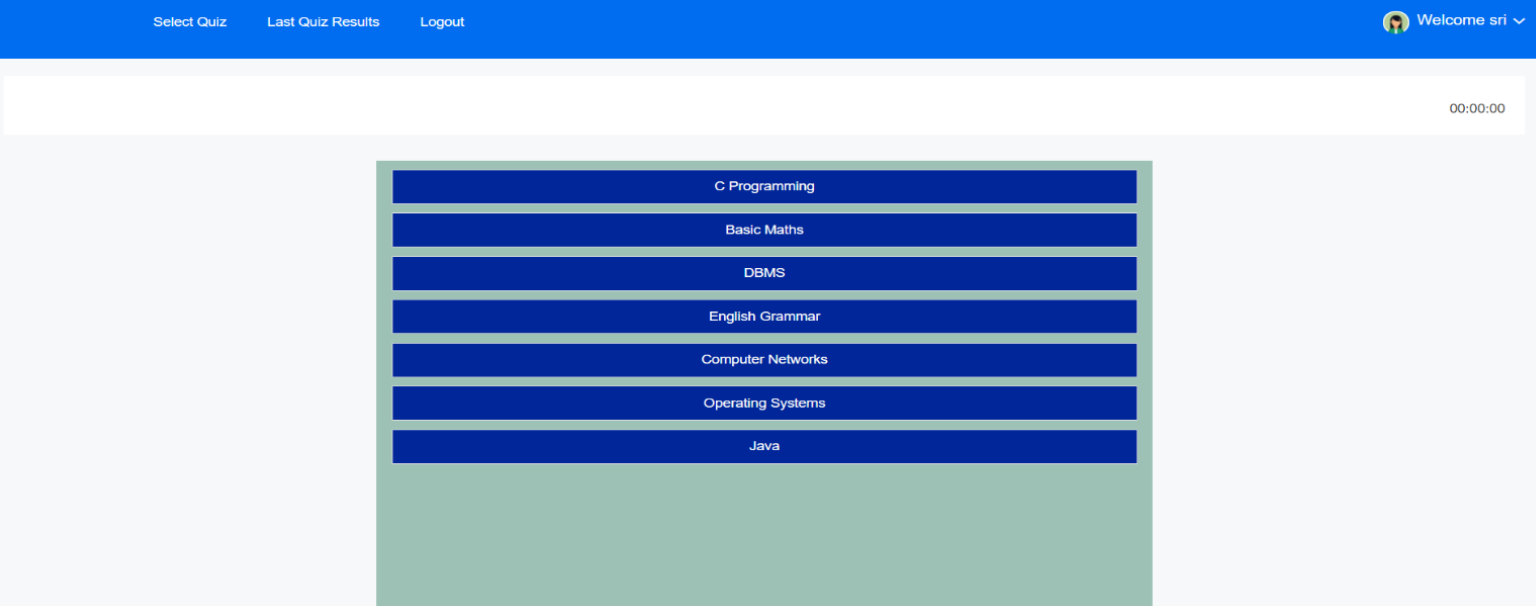 Select Quiz Last Quiz Results Logout Welcome sri
00:00:00
C Programming
Basic Maths
DBMS
English Grammar
Computer Networks
Operating Systems
Java